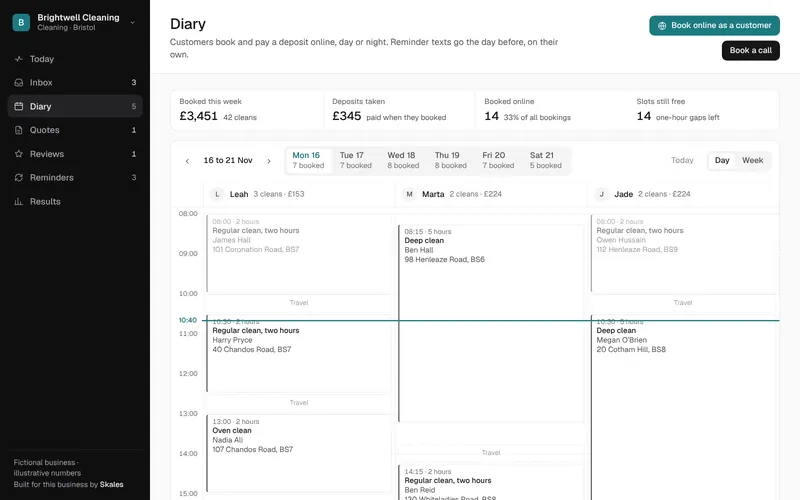 B
Brightwell Cleaning
Cleaning · Bristol
Today
Inbox 3
Diary 5
Quotes 1
Reviews 1
Reminders 3
Results
Fictional business ·
illustrative numbers
Built for this business by Skales
Diary
Customers book and pay a deposit online, day or night. Reminder texts go the day before, on their
own.
Book online as a customer
Book a call
Booked this week
£3,451 42 cleans
Deposits taken
£345 paid when they booked
Booked online
14 33% of all bookings
Slots still free
14 one-hour gaps left
16 to 21 Nov
Mon 16
7 booked
Tue 17
7 booked
Wed 18
8 booked
Thu 19
8 booked
Fri 20
7 booked
Sat 21
5 booked
Today
Day
Week
L Leah 3 cleans · £153
M Marta 2 cleans · £224
J Jade 2 cleans · £224
08:00
09:00
10:00
10:40
11:00
12:00
13:00
14:00
15:00
08:00 · 2 hours
Regular clean, two hours
James Hall
101 Coronation Road, BS7
Travel
10:30 · 2 hours
Regular clean, two hours
Harry Pryce
40 Chandos Road, BS7
Travel
13:00 · 2 hours
Oven clean
Nadia Ali
107 Chandos Road, BS7
08:15 · 5 hours
Deep clean
Ben Hall
98 Henleaze Road, BS6
Travel
14:15 · 2 hours
Regular clean, two hours
Ben Reid
130 Whiteladies Road, BS8
08:00 · 2 hours
Regular clean, two hours
Owen Hussain
112 Henleaze Road, BS9
Travel
10:30 · 5 hours
Deep clean
Megan O'Brien
20 Cotham Hill, BS8